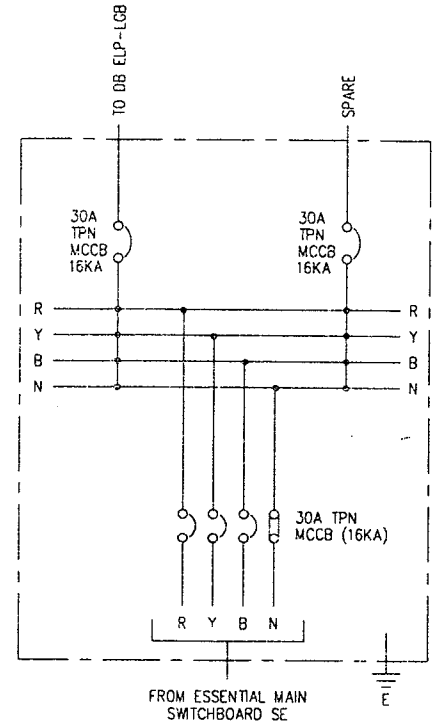 TO DB ELP-LGB
SPARE
30A
TPN
MCCB
16KA
30A
TPN
MCCB
16KA
R
R
Y
Y
B
B
N
N
30A TPN
MCCB (16KA)
R Y B N
FROM ESSENTIAL MAIN
SWITCHBOARD SE
E